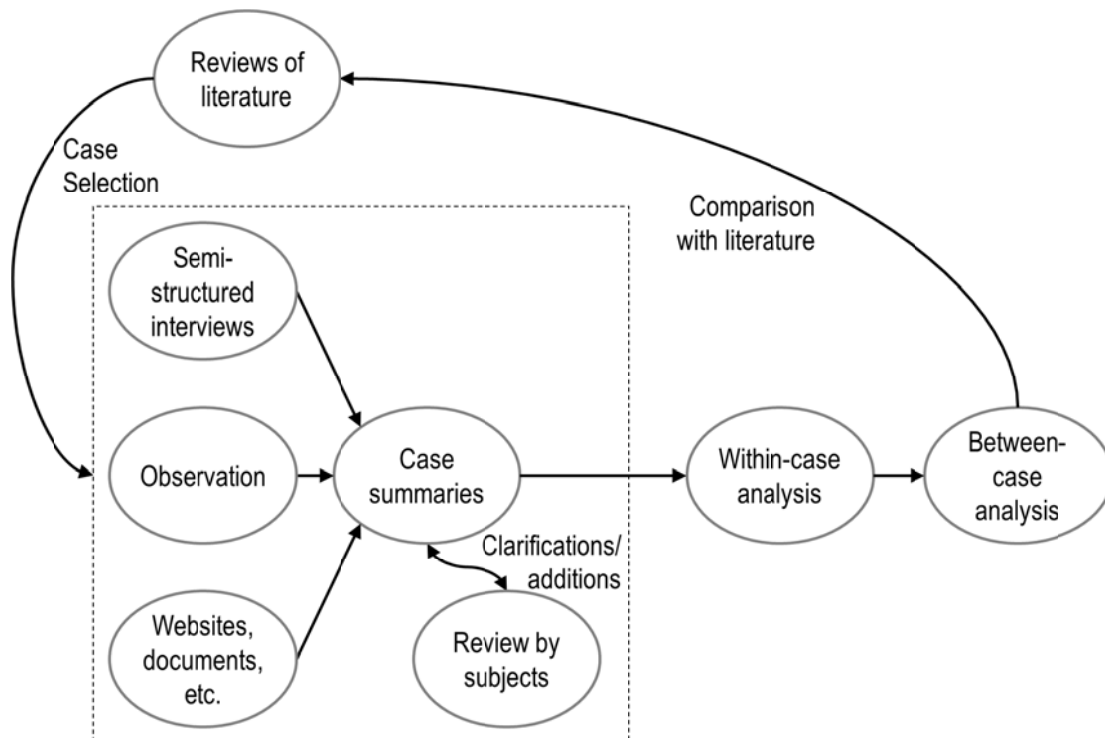 Reviews of
literature
Case
Selection
Comparison
with literature
Semi-
structured
interviews
Observation
Case
summaries
Within-case
analysis
Between-
case
analysis
Clarifications/
additions
Websites,
documents,
etc.
Review by
subjects